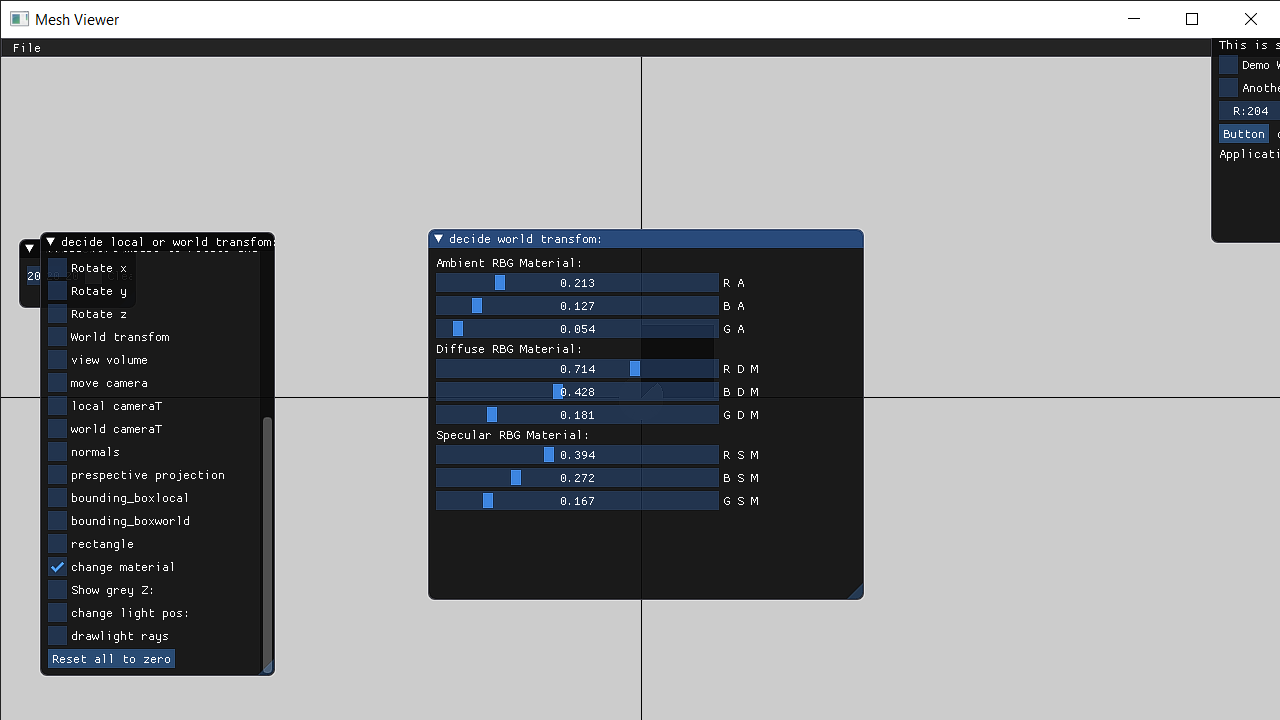 Mesh Viewer
File
This is s
Demo W
Anothe
R:204
Button
Applicati
20
decide local or world transfom:
Rotate x
Rotate y
Rotate z
World transfom
view volume
move camera
local cameraT
world cameraT
normals
prespective projection
bounding_boxlocal
bounding_boxworld
rectangle
change material
Show grey Z:
change light pos:
drawlight rays
Reset all to zero
decide world transfom:
Ambient RBG Material:
0.213 R A
0.127 B A
0.054 G A
Diffuse RBG Material:
0.714 R D M
0.428 B D M
0.181 G D M
Specular RBG Material:
0.394 R S M
0.272 B S M
0.167 G S M